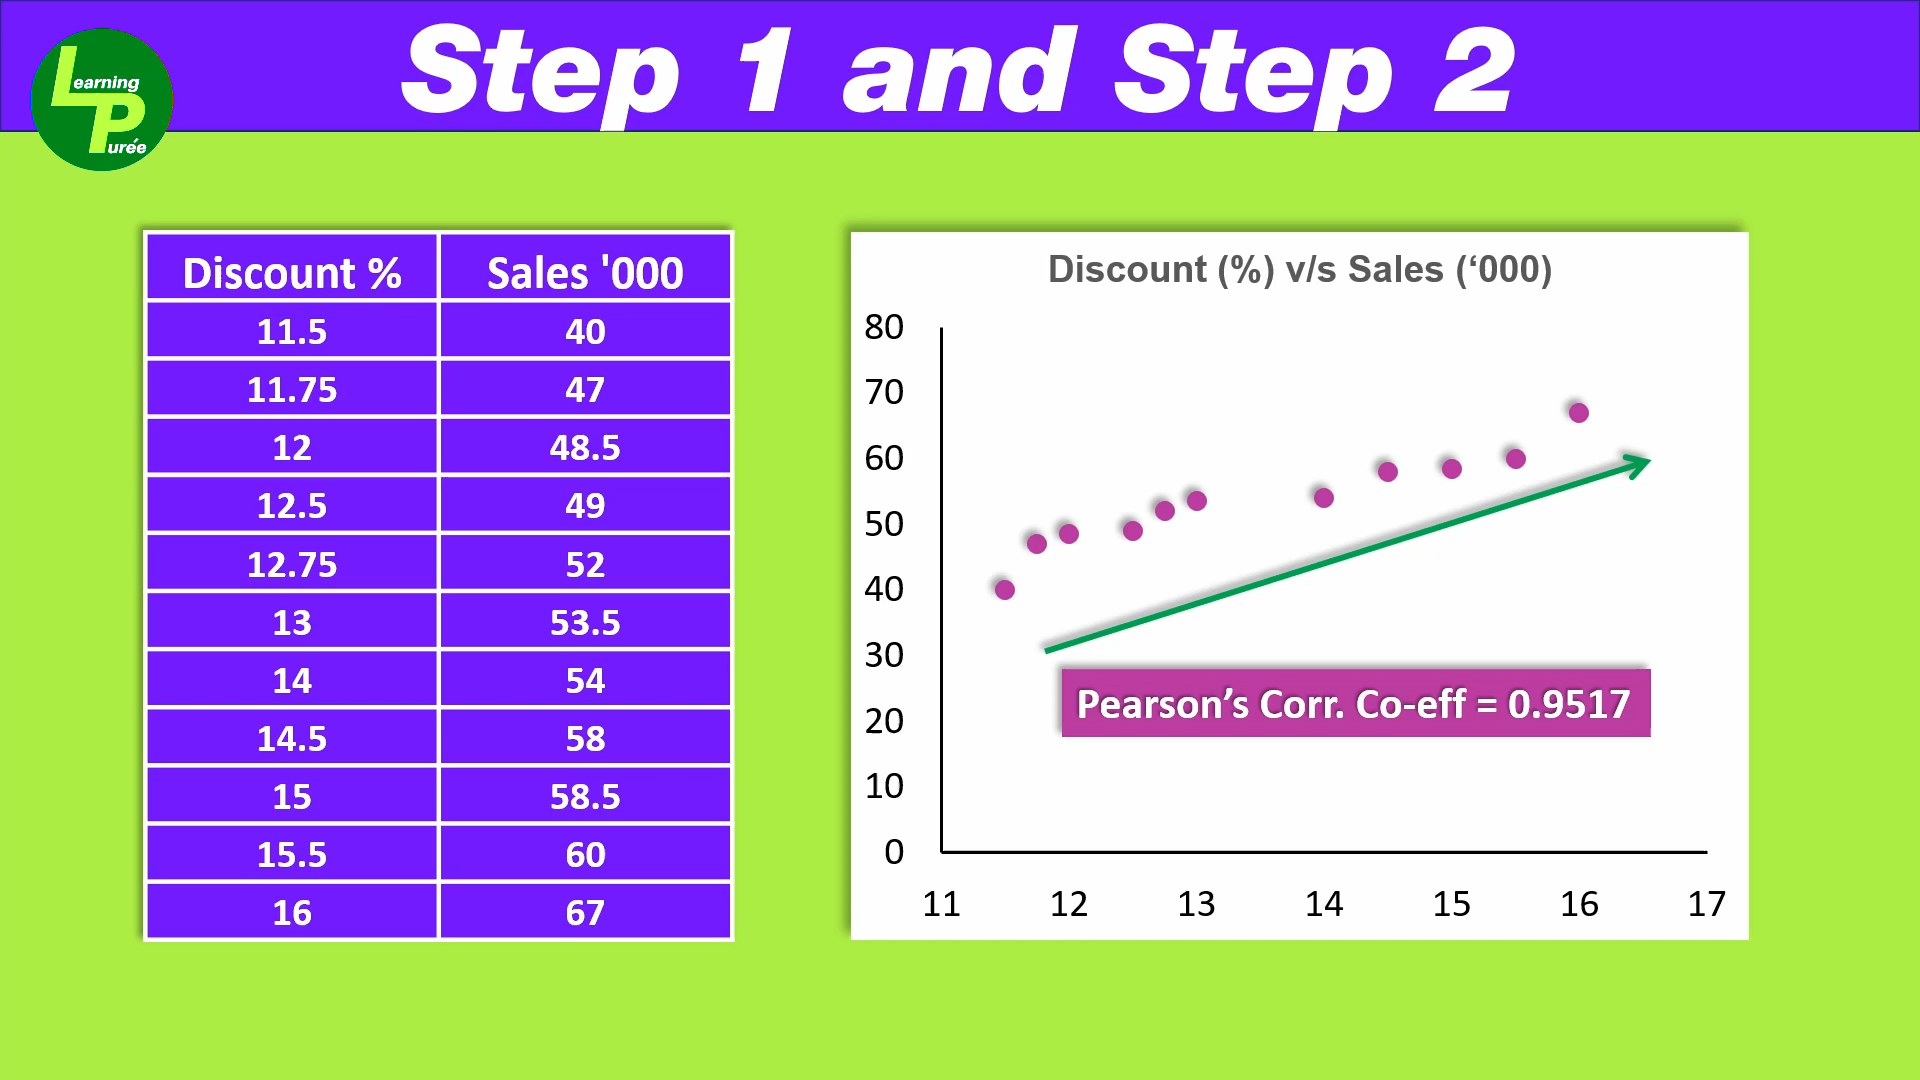 Step 1 and Step 2
Learning
Purée
Discount % Sales '000
11.5 40
11.75 47
12 48.5
12.5 49
12.75 52
13 53.5
14 54
14.5 58
15 58.5
15.5 60
16 67
Discount (%) v/s Sales (‘000)
80
70
60
50
40
30
20
10
0
Pearson’s Corr. Co-eff = 0.9517
11 12 13 14 15 16 17